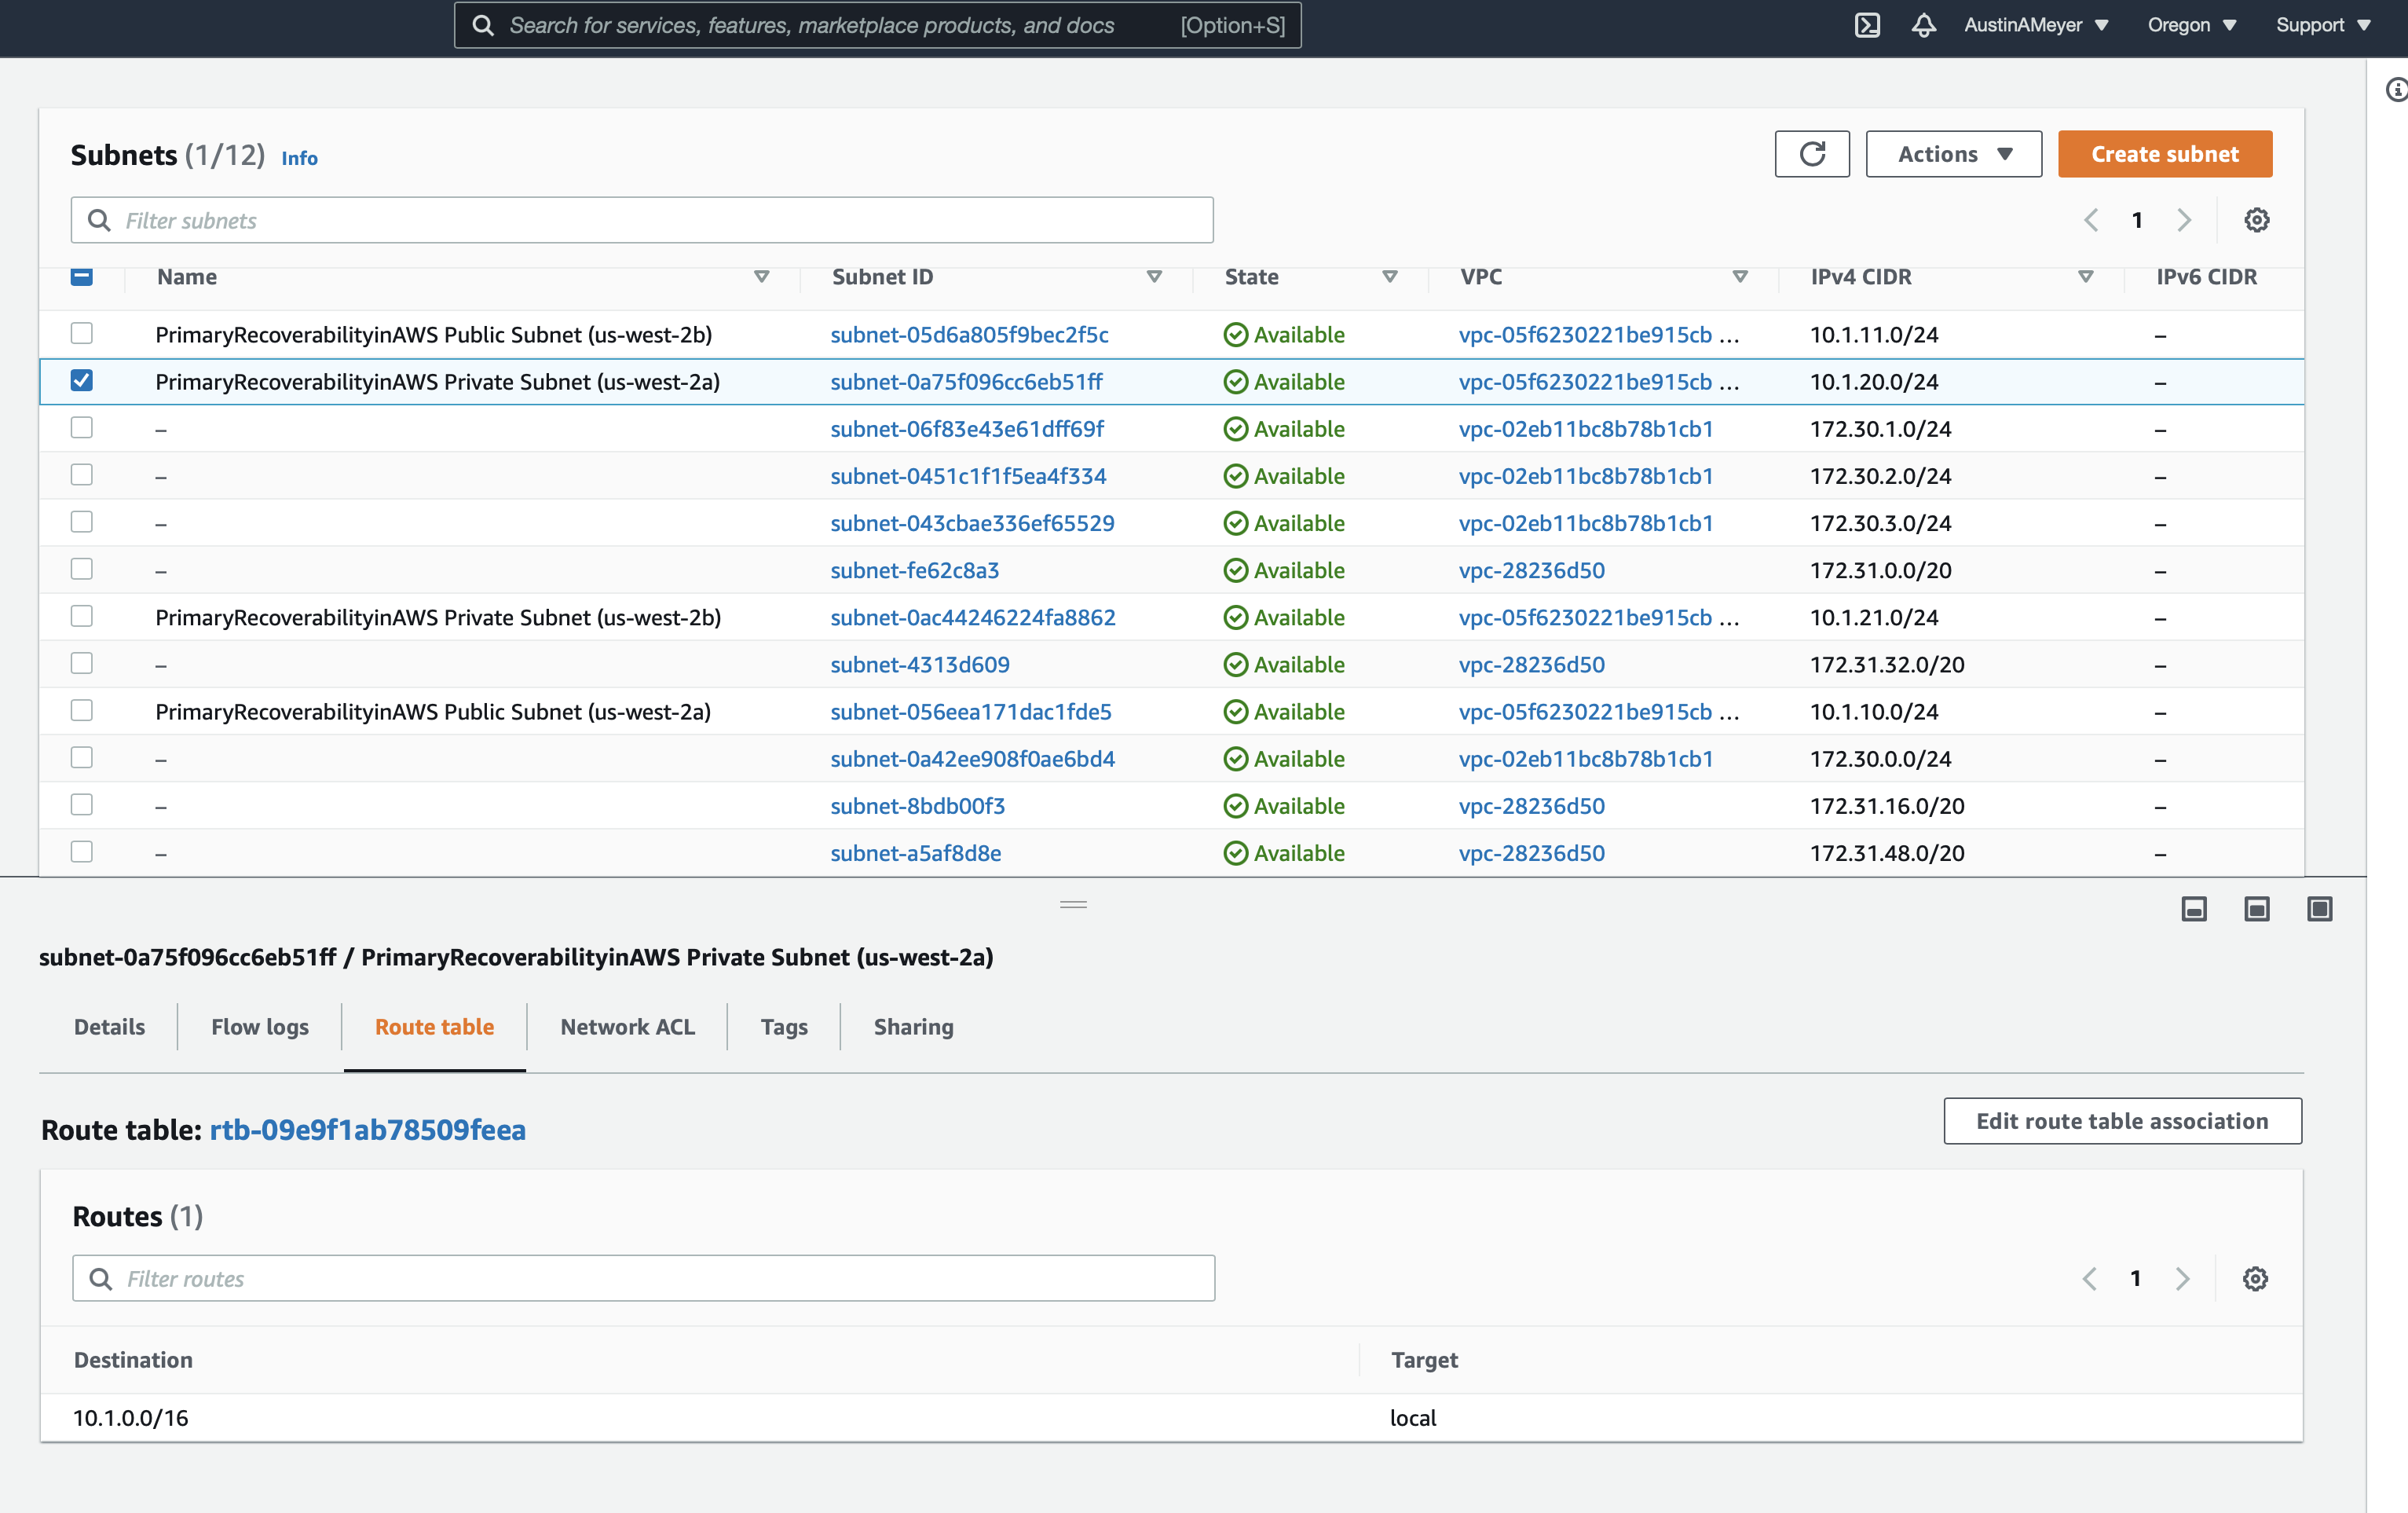 Search for services, features, marketplace products, and docs [Option+S] AustinAMeyer Oregon Support
Subnets (1/12) Info Actions Create subnet
Filter subnets 1
Name Subnet ID State VPC IPv4 CIDR IPv6 CIDR
PrimaryRecoverabilityinAWS Public Subnet (us-west-2b) subnet-05d6a805f9bec2f5c Available vpc-05f6230221be915cb ... 10.1.11.0/24 –
PrimaryRecoverabilityinAWS Private Subnet (us-west-2a) subnet-0a75f096cc6eb51ff Available vpc-05f6230221be915cb ... 10.1.20.0/24 –
– subnet-06f83e43e61dff69f Available vpc-02eb11bc8b78b1cb1 172.30.1.0/24 –
– subnet-0451c1f1f5ea4f334 Available vpc-02eb11bc8b78b1cb1 172.30.2.0/24 –
– subnet-043cbae336ef65529 Available vpc-02eb11bc8b78b1cb1 172.30.3.0/24 –
– subnet-fe62c8a3 Available vpc-28236d50 172.31.0.0/20 –
PrimaryRecoverabilityinAWS Private Subnet (us-west-2b) subnet-0ac44246224fa8862 Available vpc-05f6230221be915cb ... 10.1.21.0/24 –
– subnet-4313d609 Available vpc-28236d50 172.31.32.0/20 –
PrimaryRecoverabilityinAWS Public Subnet (us-west-2a) subnet-056eea171dac1fde5 Available vpc-05f6230221be915cb ... 10.1.10.0/24 –
– subnet-0a42ee908f0ae6bd4 Available vpc-02eb11bc8b78b1cb1 172.30.0.0/24 –
– subnet-8bdb00f3 Available vpc-28236d50 172.31.16.0/20 –
– subnet-a5af8d8e Available vpc-28236d50 172.31.48.0/20 –
subnet-0a75f096cc6eb51ff / PrimaryRecoverabilityinAWS Private Subnet (us-west-2a)
Details Flow logs Route table Network ACL Tags Sharing
Route table: rtb-09e9f1ab78509feea Edit route table association
Routes (1)
Filter routes 1
Destination Target
10.1.0.0/16 local